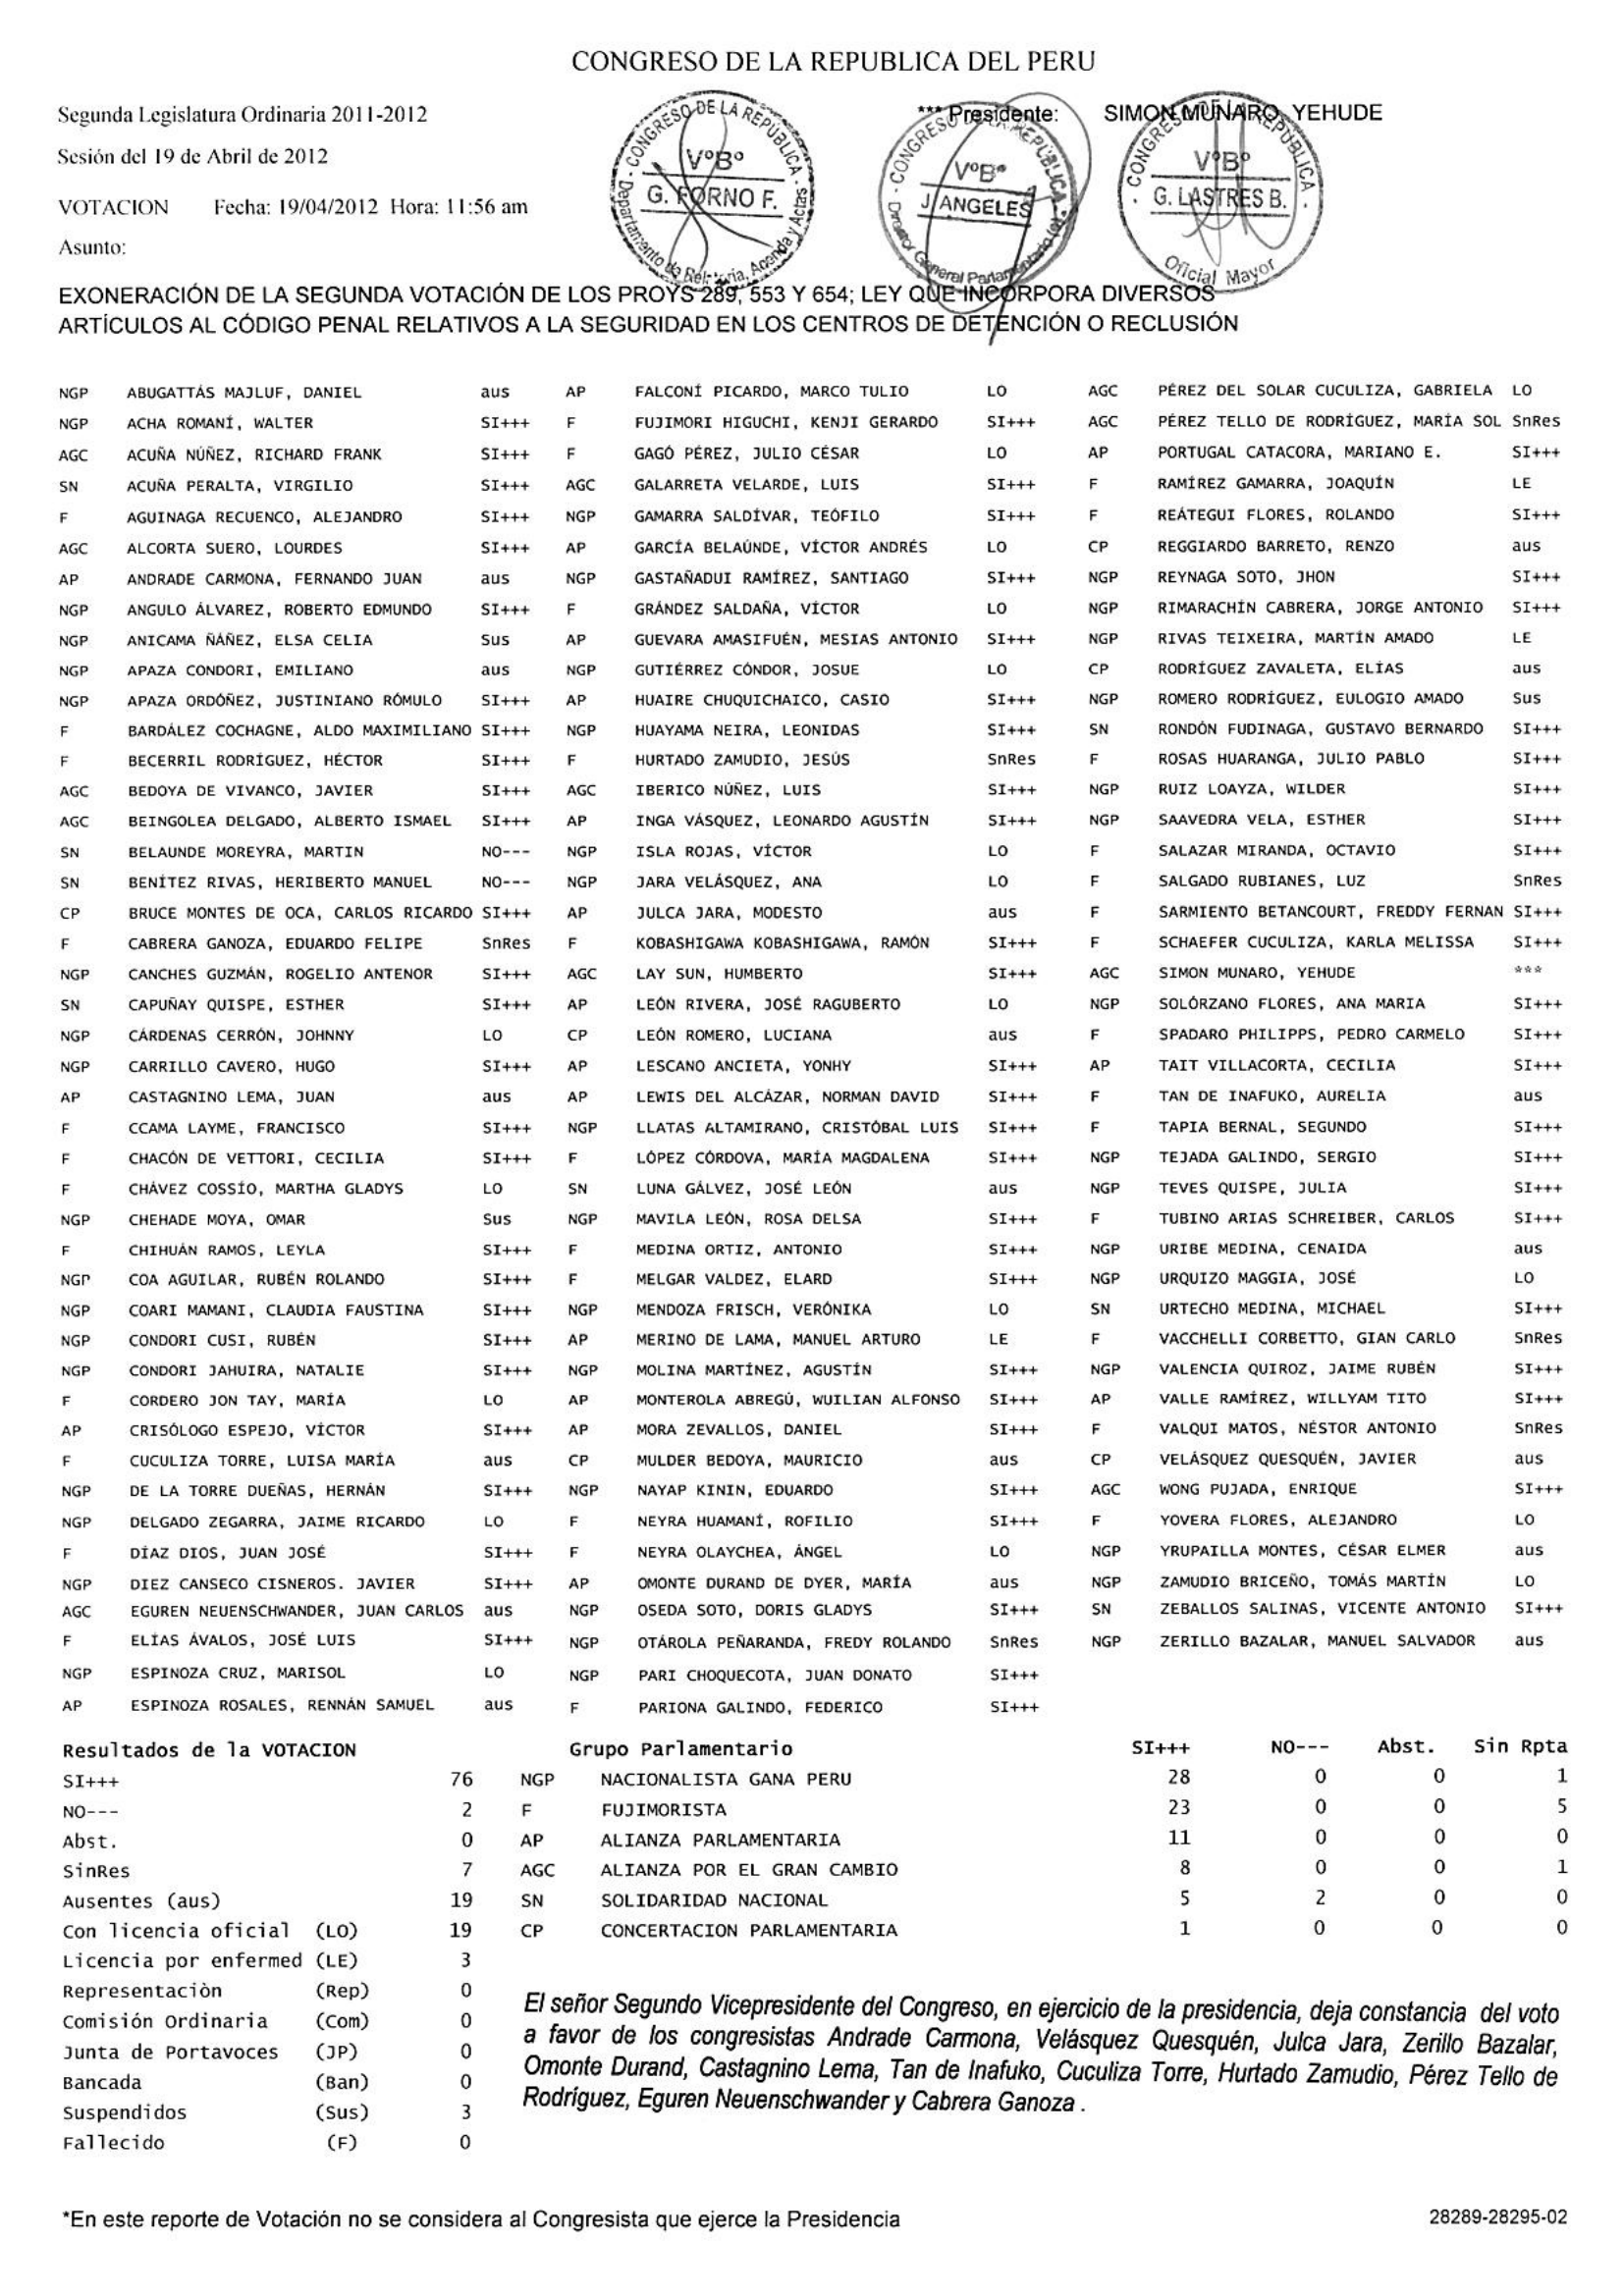 CONGRESO DE LA REPUBLICA DEL PERU
Segunda Legislatura Ordinaria 2011-2012
*** Presidente: SIMON MUNARO, YEHUDE
Sesión del 19 de Abril de 2012
VOTACION Fecha: 19/04/2012 Hora: 11:56 am
Asunto:
CONGRESO DE LA REPÚBLICA
VºBº
G. FORNO F.
Departamento de Relatoria, Agenda y Actas
CONGRESO DE LA REPÚBLICA
VºBº
J. ANGELES
Director General Parlamentario (e)
CONGRESO REPÚBLICA
VºBº
G. LASTRES B.
Oficial Mayor
EXONERACIÓN DE LA SEGUNDA VOTACIÓN DE LOS PROYS 289, 553 Y 654; LEY QUE INCORPORA DIVERSOS
ARTÍCULOS AL CÓDIGO PENAL RELATIVOS A LA SEGURIDAD EN LOS CENTROS DE DETENCIÓN O RECLUSIÓN
NGP ABUGATTÁS MAJLUF, DANIEL aus AP FALCONÍ PICARDO, MARCO TULIO LO AGC PÉREZ DEL SOLAR CUCULIZA, GABRIELA LO
NGP ACHA ROMANÍ, WALTER SI+++ F FUJIMORI HIGUCHI, KENJI GERARDO SI+++ AGC PÉREZ TELLO DE RODRÍGUEZ, MARÍA SOL SnRes
AGC ACUÑA NÚÑEZ, RICHARD FRANK SI+++ F GAGÓ PÉREZ, JULIO CÉSAR LO AP PORTUGAL CATACORA, MARIANO E. SI+++
SN ACUÑA PERALTA, VIRGILIO SI+++ AGC GALARRETA VELARDE, LUIS SI+++ F RAMÍREZ GAMARRA, JOAQUÍN LE
F AGUINAGA RECUENCO, ALEJANDRO SI+++ NGP GAMARRA SALDÍVAR, TEÓFILO SI+++ F REÁTEGUI FLORES, ROLANDO SI+++
AGC ALCORTA SUERO, LOURDES SI+++ AP GARCÍA BELAÚNDE, VÍCTOR ANDRÉS LO CP REGGIARDO BARRETO, RENZO aus
AP ANDRADE CARMONA, FERNANDO JUAN aus NGP GASTAÑADUI RAMÍREZ, SANTIAGO SI+++ NGP REYNAGA SOTO, JHON SI+++
NGP ANGULO ÁLVAREZ, ROBERTO EDMUNDO SI+++ F GRÁNDEZ SALDAÑA, VÍCTOR LO NGP RIMARACHÍN CABRERA, JORGE ANTONIO SI+++
NGP ANICAMA ÑÁÑEZ, ELSA CELIA Sus AP GUEVARA AMASIFUÉN, MESIAS ANTONIO SI+++ NGP RIVAS TEIXEIRA, MARTÍN AMADO LE
NGP APAZA CONDORI, EMILIANO aus NGP GUTIÉRREZ CÓNDOR, JOSUE LO CP RODRÍGUEZ ZAVALETA, ELÍAS aus
NGP APAZA ORDÓÑEZ, JUSTINIANO RÓMULO SI+++ AP HUAIRE CHUQUICHAICO, CASIO SI+++ NGP ROMERO RODRÍGUEZ, EULOGIO AMADO Sus
F BARDÁLEZ COCHAGNE, ALDO MAXIMILIANO SI+++ NGP HUAYAMA NEIRA, LEONIDAS SI+++ SN RONDÓN FUDINAGA, GUSTAVO BERNARDO SI+++
F BECERRIL RODRÍGUEZ, HÉCTOR SI+++ F HURTADO ZAMUDIO, JESÚS SnRes F ROSAS HUARANGA, JULIO PABLO SI+++
AGC BEDOYA DE VIVANCO, JAVIER SI+++ AGC IBERICO NÚÑEZ, LUIS SI+++ NGP RUIZ LOAYZA, WILDER SI+++
AGC BEINGOLEA DELGADO, ALBERTO ISMAEL SI+++ AP INGA VÁSQUEZ, LEONARDO AGUSTÍN SI+++ NGP SAAVEDRA VELA, ESTHER SI+++
SN BELAUNDE MOREYRA, MARTIN NO--- NGP ISLA ROJAS, VÍCTOR LO F SALAZAR MIRANDA, OCTAVIO SI+++
SN BENÍTEZ RIVAS, HERIBERTO MANUEL NO--- NGP JARA VELÁSQUEZ, ANA LO F SALGADO RUBIANES, LUZ SnRes
CP BRUCE MONTES DE OCA, CARLOS RICARDO SI+++ AP JULCA JARA, MODESTO aus F SARMIENTO BETANCOURT, FREDDY FERNAN SI+++
F CABRERA GANOZA, EDUARDO FELIPE SnRes F KOBASHIGAWA KOBASHIGAWA, RAMÓN SI+++ F SCHAEFER CUCULIZA, KARLA MELISSA SI+++
NGP CANCHES GUZMÁN, ROGELIO ANTENOR SI+++ AGC LAY SUN, HUMBERTO SI+++ AGC SIMON MUNARO, YEHUDE ***
SN CAPUÑAY QUISPE, ESTHER SI+++ AP LEÓN RIVERA, JOSÉ RAGUBERTO LO NGP SOLÓRZANO FLORES, ANA MARIA SI+++
NGP CÁRDENAS CERRÓN, JOHNNY LO CP LEÓN ROMERO, LUCIANA aus F SPADARO PHILIPPS, PEDRO CARMELO SI+++
NGP CARRILLO CAVERO, HUGO SI+++ AP LESCANO ANCIETA, YONHY SI+++ AP TAIT VILLACORTA, CECILIA SI+++
AP CASTAGNINO LEMA, JUAN aus AP LEWIS DEL ALCÁZAR, NORMAN DAVID SI+++ F TAN DE INAFUKO, AURELIA aus
F CCAMA LAYME, FRANCISCO SI+++ NGP LLATAS ALTAMIRANO, CRISTÓBAL LUIS SI+++ F TAPIA BERNAL, SEGUNDO SI+++
F CHACÓN DE VETTORI, CECILIA SI+++ F LÓPEZ CÓRDOVA, MARÍA MAGDALENA SI+++ NGP TEJADA GALINDO, SERGIO SI+++
F CHÁVEZ COSSÍO, MARTHA GLADYS LO SN LUNA GÁLVEZ, JOSÉ LEÓN aus NGP TEVES QUISPE, JULIA SI+++
NGP CHEHADE MOYA, OMAR Sus NGP MAVILA LEÓN, ROSA DELSA SI+++ F TUBINO ARIAS SCHREIBER, CARLOS SI+++
F CHIHUÁN RAMOS, LEYLA SI+++ F MEDINA ORTIZ, ANTONIO SI+++ NGP URIBE MEDINA, CENAIDA aus
NGP COA AGUILAR, RUBÉN ROLANDO SI+++ F MELGAR VALDEZ, ELARD SI+++ NGP URQUIZO MAGGIA, JOSÉ LO
NGP COARI MAMANI, CLAUDIA FAUSTINA SI+++ NGP MENDOZA FRISCH, VERÓNIKA LO SN URTECHO MEDINA, MICHAEL SI+++
NGP CONDORI CUSI, RUBÉN SI+++ AP MERINO DE LAMA, MANUEL ARTURO LE F VACCHELLI CORBETTO, GIAN CARLO SnRes
NGP CONDORI JAHUIRA, NATALIE SI+++ NGP MOLINA MARTÍNEZ, AGUSTÍN SI+++ NGP VALENCIA QUIROZ, JAIME RUBÉN SI+++
F CORDERO JON TAY, MARÍA LO AP MONTEROLA ABREGÚ, WUILIAN ALFONSO SI+++ AP VALLE RAMÍREZ, WILLYAM TITO SI+++
AP CRISÓLOGO ESPEJO, VÍCTOR SI+++ AP MORA ZEVALLOS, DANIEL SI+++ F VALQUI MATOS, NÉSTOR ANTONIO SnRes
F CUCULIZA TORRE, LUISA MARÍA aus CP MULDER BEDOYA, MAURICIO aus CP VELÁSQUEZ QUESQUÉN, JAVIER aus
NGP DE LA TORRE DUEÑAS, HERNÁN SI+++ NGP NAYAP KININ, EDUARDO SI+++ AGC WONG PUJADA, ENRIQUE SI+++
NGP DELGADO ZEGARRA, JAIME RICARDO LO F NEYRA HUAMANÍ, ROFILIO SI+++ F YOVERA FLORES, ALEJANDRO LO
F DÍAZ DIOS, JUAN JOSÉ SI+++ F NEYRA OLAYCHEA, ÁNGEL LO NGP YRUPAILLA MONTES, CÉSAR ELMER aus
NGP DIEZ CANSECO CISNEROS. JAVIER SI+++ AP OMONTE DURAND DE DYER, MARÍA aus NGP ZAMUDIO BRICEÑO, TOMÁS MARTÍN LO
AGC EGUREN NEUENSCHWANDER, JUAN CARLOS aus NGP OSEDA SOTO, DORIS GLADYS SI+++ SN ZEBALLOS SALINAS, VICENTE ANTONIO SI+++
F ELÍAS ÁVALOS, JOSÉ LUIS SI+++ NGP OTÁROLA PEÑARANDA, FREDY ROLANDO SnRes NGP ZERILLO BAZALAR, MANUEL SALVADOR aus
NGP ESPINOZA CRUZ, MARISOL LO NGP PARI CHOQUECOTA, JUAN DONATO SI+++
AP ESPINOZA ROSALES, RENNÁN SAMUEL aus F PARIONA GALINDO, FEDERICO SI+++
Resultados de la VOTACION Grupo Parlamentario SI+++ NO--- Abst. Sin Rpta
SI+++ 76 NGP NACIONALISTA GANA PERU 28 0 0 1
NO--- 2 F FUJIMORISTA 23 0 0 5
Abst. 0 AP ALIANZA PARLAMENTARIA 11 0 0 0
SinRes 7 AGC ALIANZA POR EL GRAN CAMBIO 8 0 0 1
Ausentes (aus) 19 SN SOLIDARIDAD NACIONAL 5 2 0 0
Con licencia oficial (LO) 19 CP CONCERTACION PARLAMENTARIA 1 0 0 0
Licencia por enfermed (LE) 3
Representaciòn (Rep) 0
Comisión Ordinaria (Com) 0
Junta de Portavoces (JP) 0
Bancada (Ban) 0
Suspendidos (Sus) 3
Fallecido (F) 0
El señor Segundo Vicepresidente del Congreso, en ejercicio de la presidencia, deja constancia del voto
a favor de los congresistas Andrade Carmona, Velásquez Quesquén, Julca Jara, Zerillo Bazalar,
Omonte Durand, Castagnino Lema, Tan de Inafuko, Cuculiza Torre, Hurtado Zamudio, Pérez Tello de
Rodríguez, Eguren Neuenschwander y Cabrera Ganoza .
*En este reporte de Votación no se considera al Congresista que ejerce la Presidencia
28289-28295-02